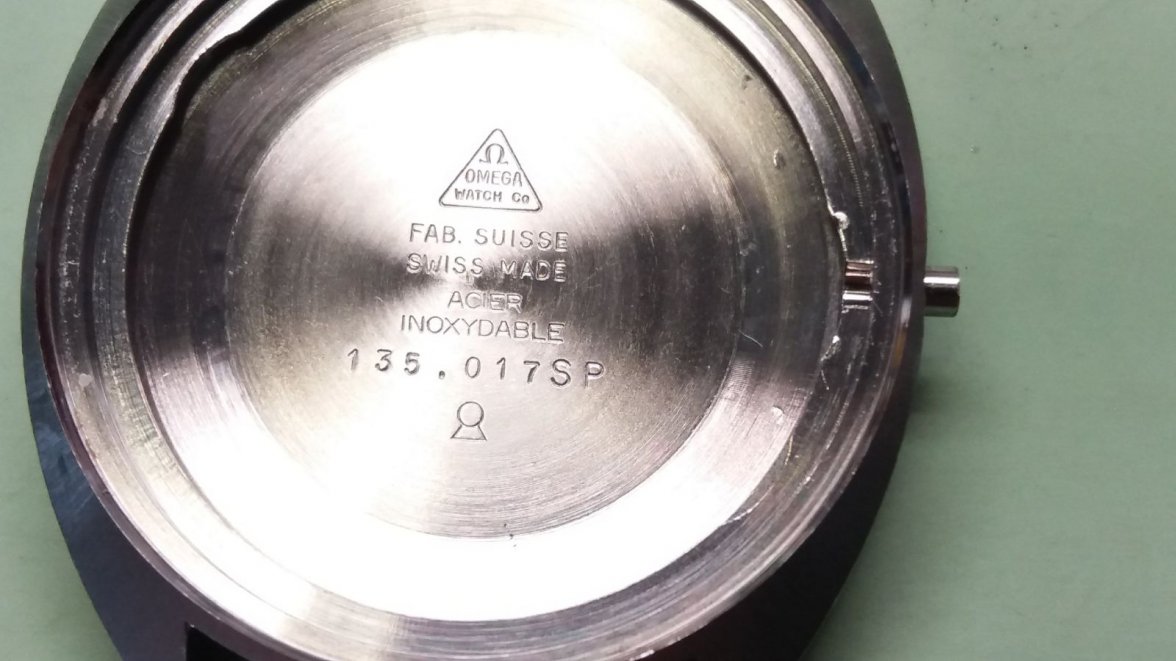 Ω
OMEGA
WATCH Co
FAB. SUISSE
SWISS MADE
ACIER
INOXYDABLE
135.017SP